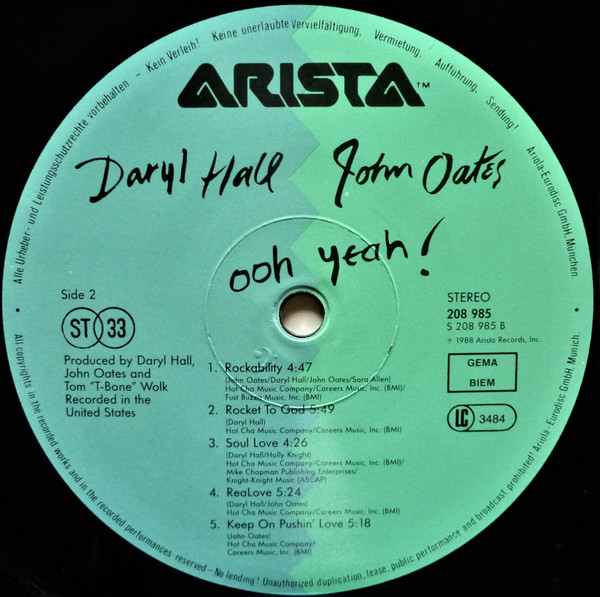 Alle Urheber- und Leistungsschutzrechte vorbehalten – Kein Verleih! Keine unerlaubte Vervielfältigung, Vermietung, Aufführung, Sendung!
Ariola-Eurodisc GmbH, München.
ARISTA™
Daryl Hall John Oates
ooh yeah!
Side 2
ST 33
Produced by Daryl Hall,
John Oates and
Tom "T-Bone" Wolk
Recorded in the
United States
STEREO
208 985
S 208 985 B
℗ 1988 Arista Records, Inc.
GEMA
BIEM
LC 3484
1. Rockability 4:47
(John Oates/Daryl Hall/John Oates/Sara Allen)
Hot Cha Music Company/Careers Music, Inc. (BMI)/
Fust Buzza Music, Inc. (BMI)
2. Rocket To God 5:49
(Daryl Hall)
Hot Cha Music Company/Careers Music, Inc. (BMI)
3. Soul Love 4:26
(Daryl Hall/Holly Knight)
Hot Cha Music Company/Careers Music, Inc. (BMI)/
Mike Chapman Publishing Enterprises/
Knight-Knight Music (ASCAP)
4. ReaLove 5:24
(Daryl Hall/John Oates)
Hot Cha Music Company/Careers Music, Inc. (BMI)
5. Keep On Pushin' Love 5:18
(John Oates)
Hot Cha Music Company/
Careers Music, Inc. (BMI)
All copyrights in the recorded works and in the recorded performances reserved – No lending! Unauthorized duplication, lease, public performance and broadcast prohibited! Ariola-Eurodisc GmbH, Munich.